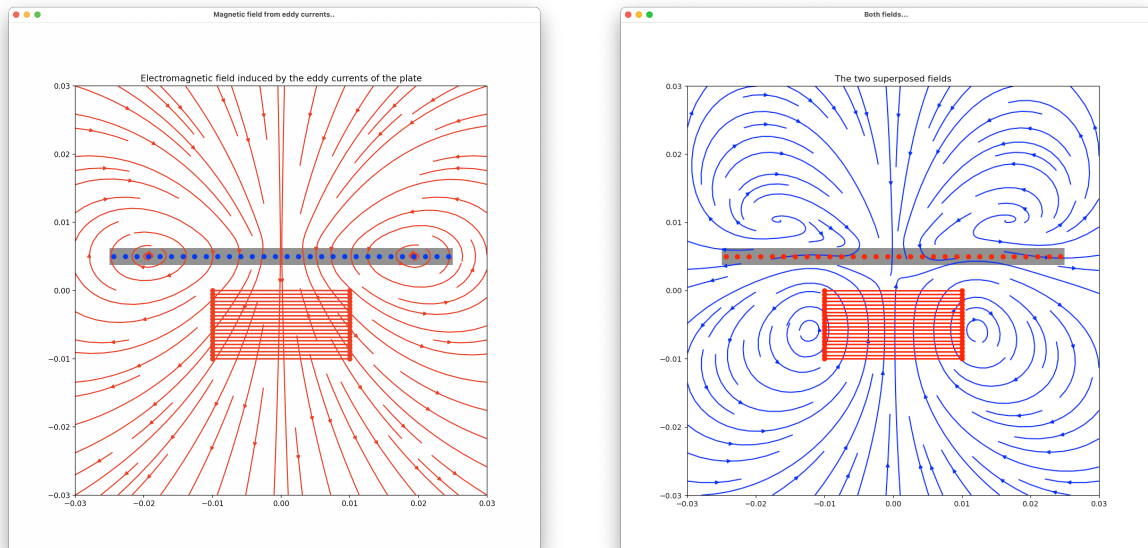 Magnetic field from eddy currents..
Electromagnetic field induced by the eddy currents of the plate
0.03
0.02
0.01
0.00
−0.01
−0.02
−0.03
−0.03 −0.02 −0.01 0.00 0.01 0.02 0.03
Both fields...
The two superposed fields
0.03
0.02
0.01
0.00
−0.01
−0.02
−0.03
−0.03 −0.02 −0.01 0.00 0.01 0.02 0.03